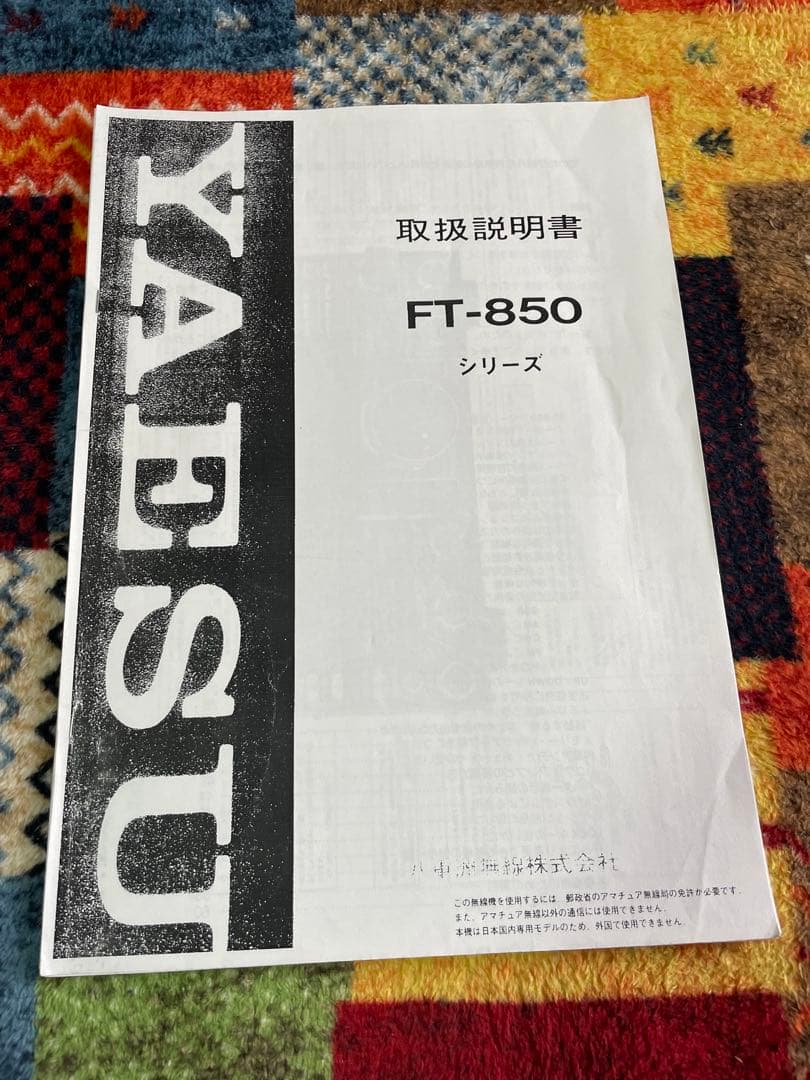 YAESU
取扱説明書
FT-850
シリーズ
八重洲無線株式会社
この無線機を使用するには，郵政省のアマチュア無線局の免許が必要です．
また，アマチュア無線以外の通信には使用できません．
本機は日本国内専用モデルのため，外国で使用できません．